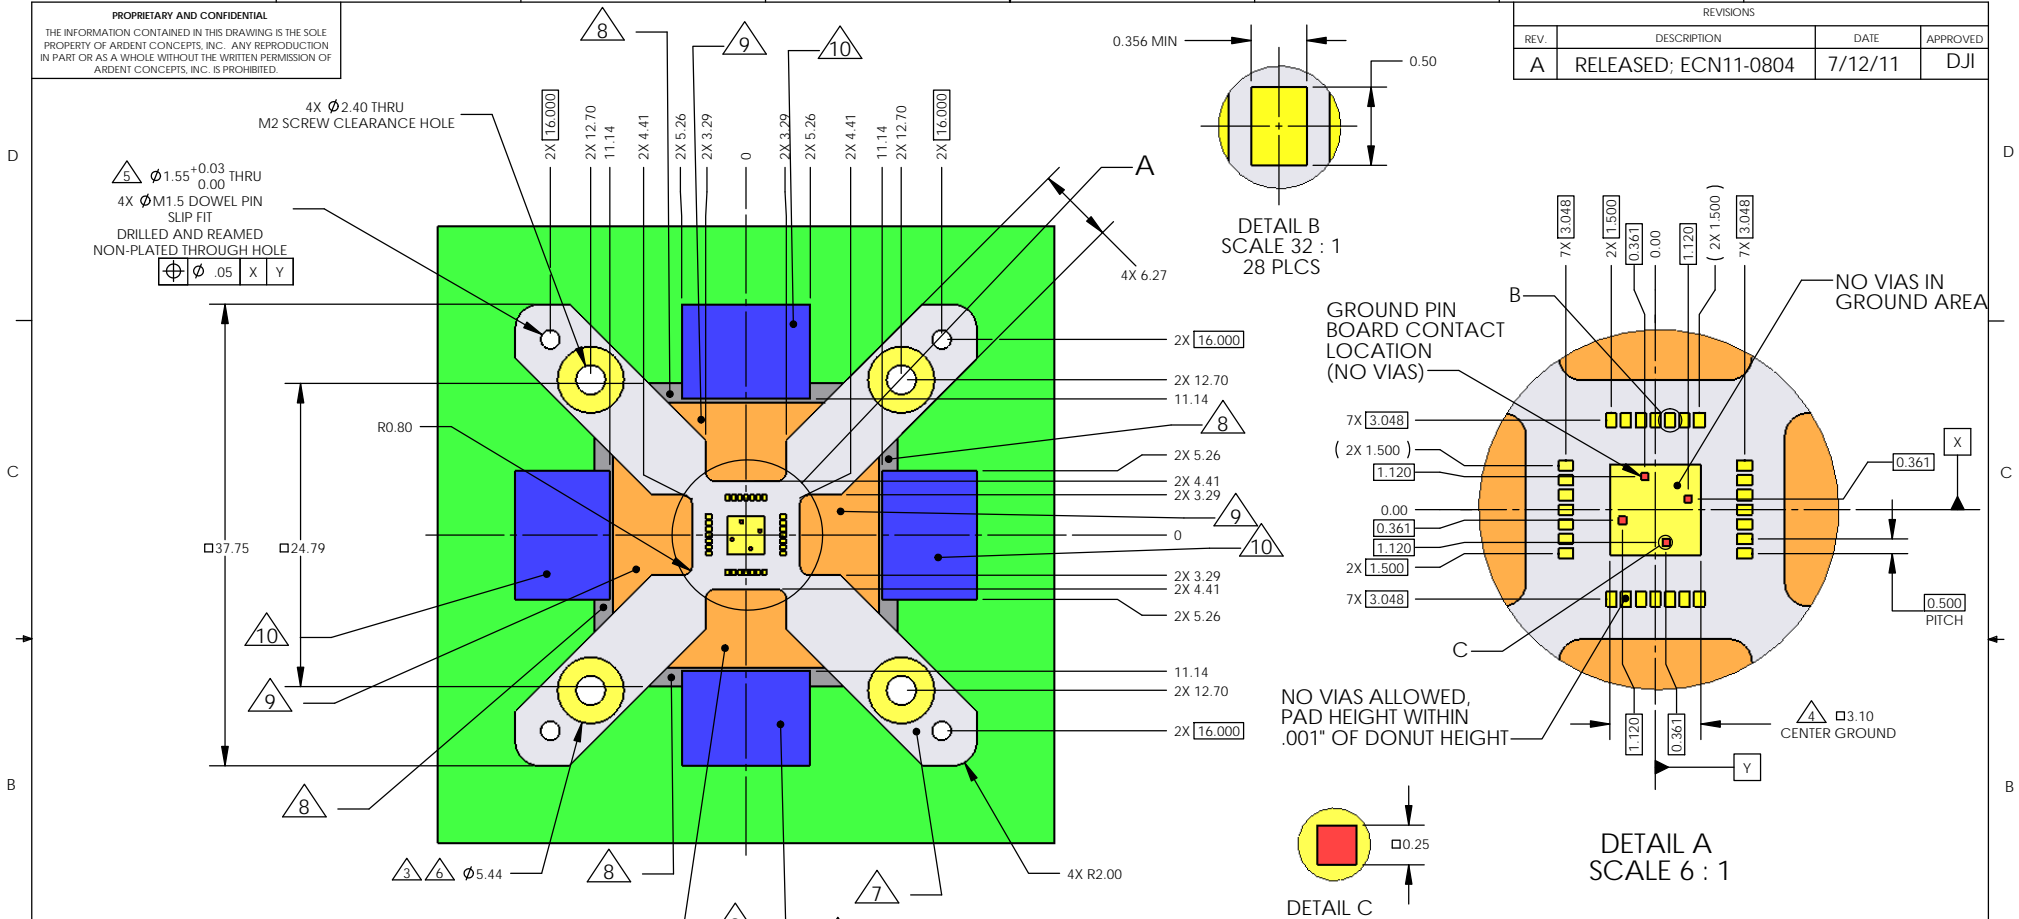 PROPRIETARY AND CONFIDENTIAL
THE INFORMATION CONTAINED IN THIS DRAWING IS THE SOLE
PROPERTY OF ARDENT CONCEPTS, INC. ANY REPRODUCTION
IN PART OR AS A WHOLE WITHOUT THE WRITTEN PERMISSION OF
ARDENT CONCEPTS, INC. IS PROHIBITED.
REVISIONS
REV. DESCRIPTION DATE APPROVED
A RELEASED; ECN11-0804 7/12/11 DJI
8
9
10
4X Ø2.40 THRU
M2 SCREW CLEARANCE HOLE
5 Ø1.55 +0.03 0.00 THRU
4X ØM1.5 DOWEL PIN
SLIP FIT
DRILLED AND REAMED
NON-PLATED THROUGH HOLE
⌖ Ø .05 X Y
2X 16.000
2X 12.70
11.14
2X 4.41
2X 5.26
2X 3.29
0
2X 3.29
2X 5.26
2X 4.41
11.14
2X 12.70
2X 16.000
A
4X 6.27
2X 16.000
2X 12.70
11.14
8
2X 5.26
2X 4.41
2X 3.29
9
0
10
2X 3.29
2X 4.41
2X 5.26
11.14
2X 12.70
2X 16.000
R0.80
□37.75
□24.79
10
9
8
3 6 Ø5.44
8
7
4X R2.00
0.356 MIN
0.50
DETAIL B
SCALE 32 : 1
28 PLCS
7X 3.048
2X 1.500
0.361
0.00
1.120
( 2X 1.500 )
7X 3.048
B
NO VIAS IN
GROUND AREA
GROUND PIN
BOARD CONTACT
LOCATION
(NO VIAS)
7X 3.048
( 2X 1.500 )
1.120
0.00
0.361
1.120
2X 1.500
7X 3.048
C
X
0.361
0.500
PITCH
NO VIAS ALLOWED,
PAD HEIGHT WITHIN
.001" OF DONUT HEIGHT
1.120
0.361
4 □3.10
CENTER GROUND
Y
DETAIL A
SCALE 6 : 1
□0.25
DETAIL C
D
C
B
D
C
B